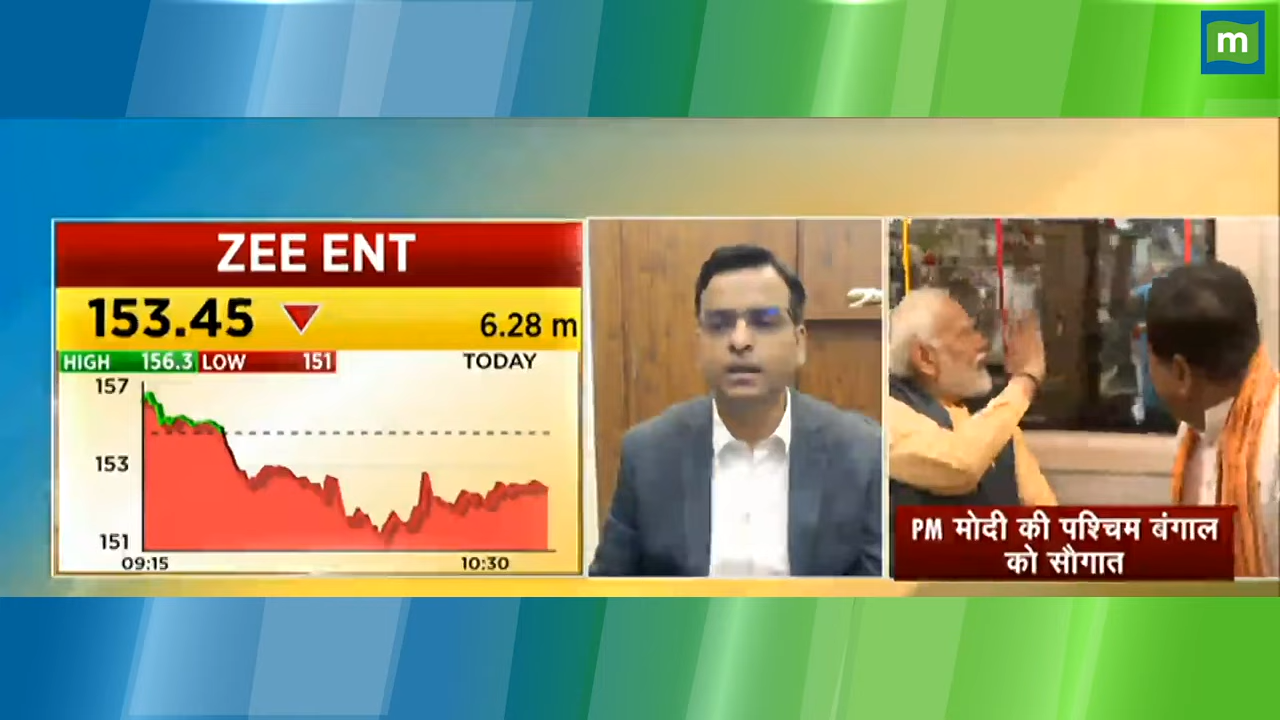 m
ZEE ENT
153.45 6.28 m
HIGH 156.3 LOW 151 TODAY
157
153
151
09:15 10:30
PM मोदी की पश्चिम बंगाल
को सौगात